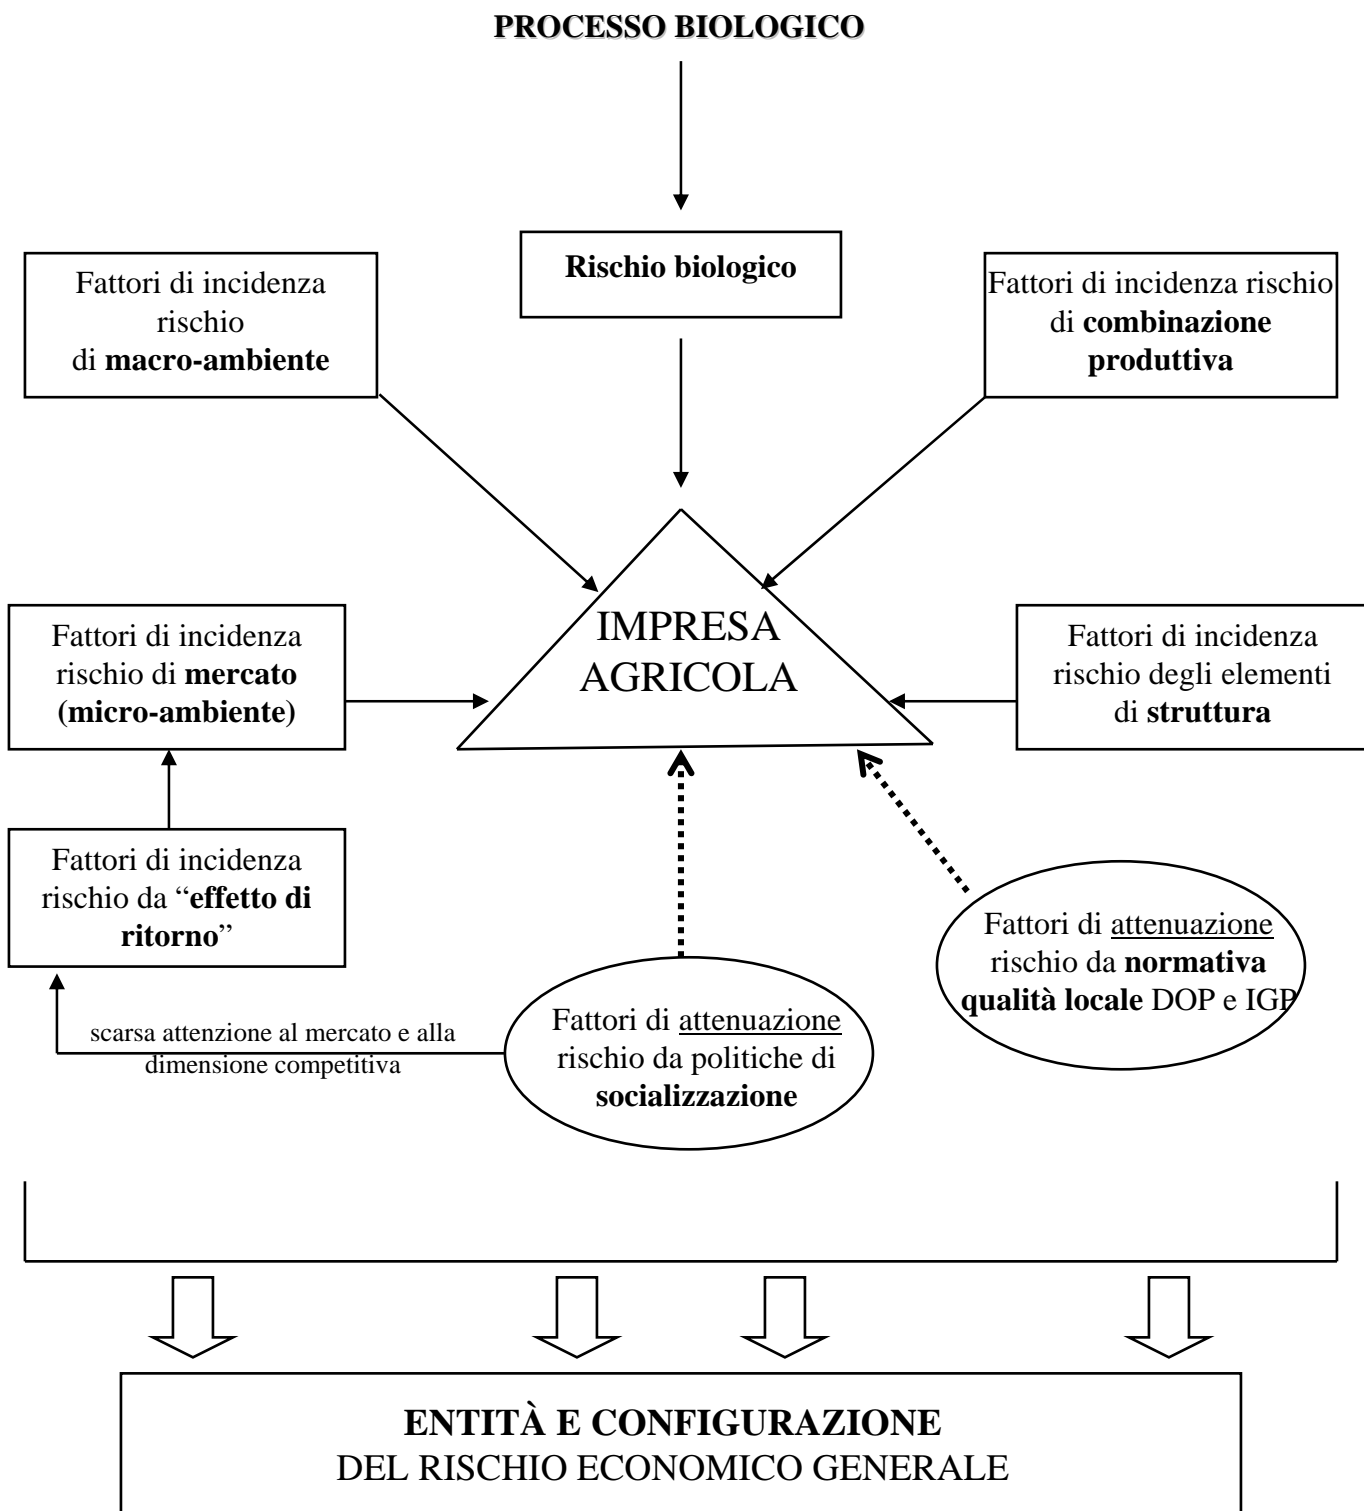 PROCESSO BIOLOGICO
Rischio biologico
Fattori di incidenza
rischio
di macro-ambiente
Fattori di incidenza rischio
di combinazione
produttiva
IMPRESA
AGRICOLA
Fattori di incidenza
rischio di mercato
(micro-ambiente)
Fattori di incidenza
rischio degli elementi
di struttura
Fattori di incidenza
rischio da “effetto di
ritorno”
Fattori di attenuazione
rischio da normativa
qualità locale DOP e IGP
scarsa attenzione al mercato e alla
dimensione competitiva
Fattori di attenuazione
rischio da politiche di
socializzazione
ENTITÀ E CONFIGURAZIONE
DEL RISCHIO ECONOMICO GENERALE